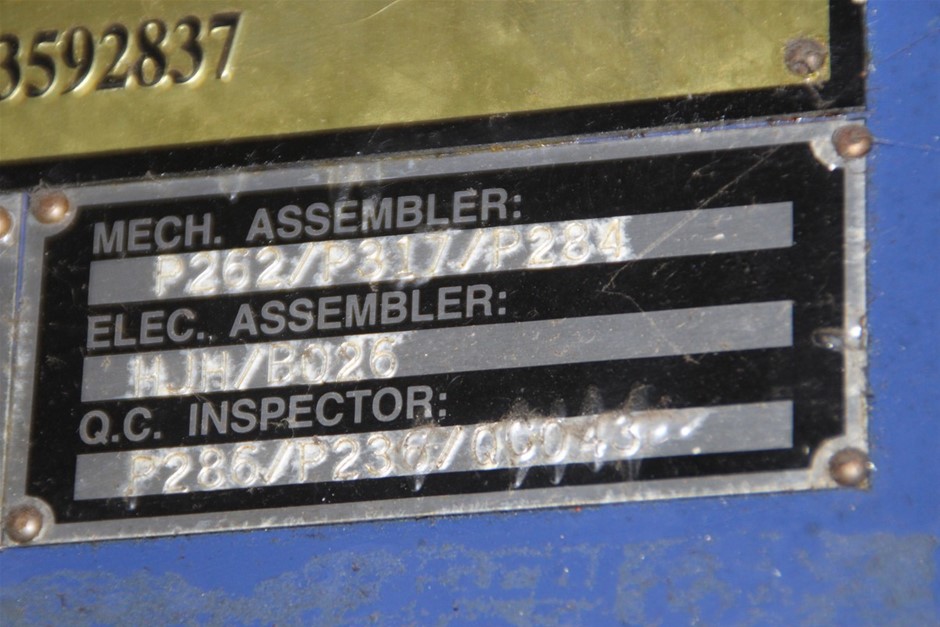 3592837
MECH. ASSEMBLER:
P262/P317/P284
ELEC. ASSEMBLER:
HJH/B026
Q.C. INSPECTOR:
P286/P236/QC043